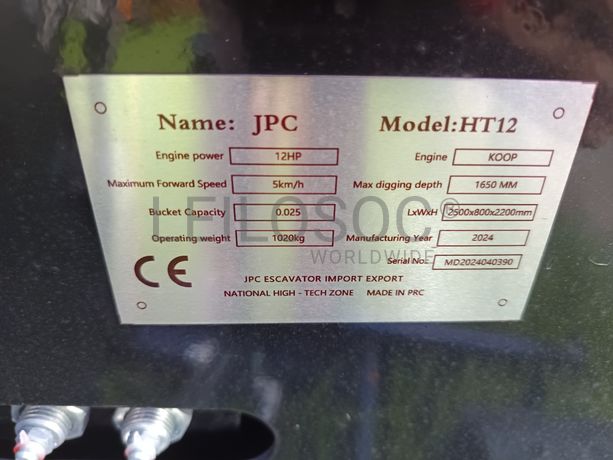 Name: JPC Model:HT12
Engine power 12HP Engine KOOP
Maximum Forward Speed 5km/h Max digging depth 1650 MM
Bucket Capacity 0.025 LxWxH 2500x800x2200mm
Operating weight 1020kg Manufacturing Year 2024
Serial No: MD2024040390
CE
JPC ESCAVATOR IMPORT EXPORT
NATIONAL HIGH - TECH ZONE MADE IN PRC
LEILOSOC®
WORLDWIDE